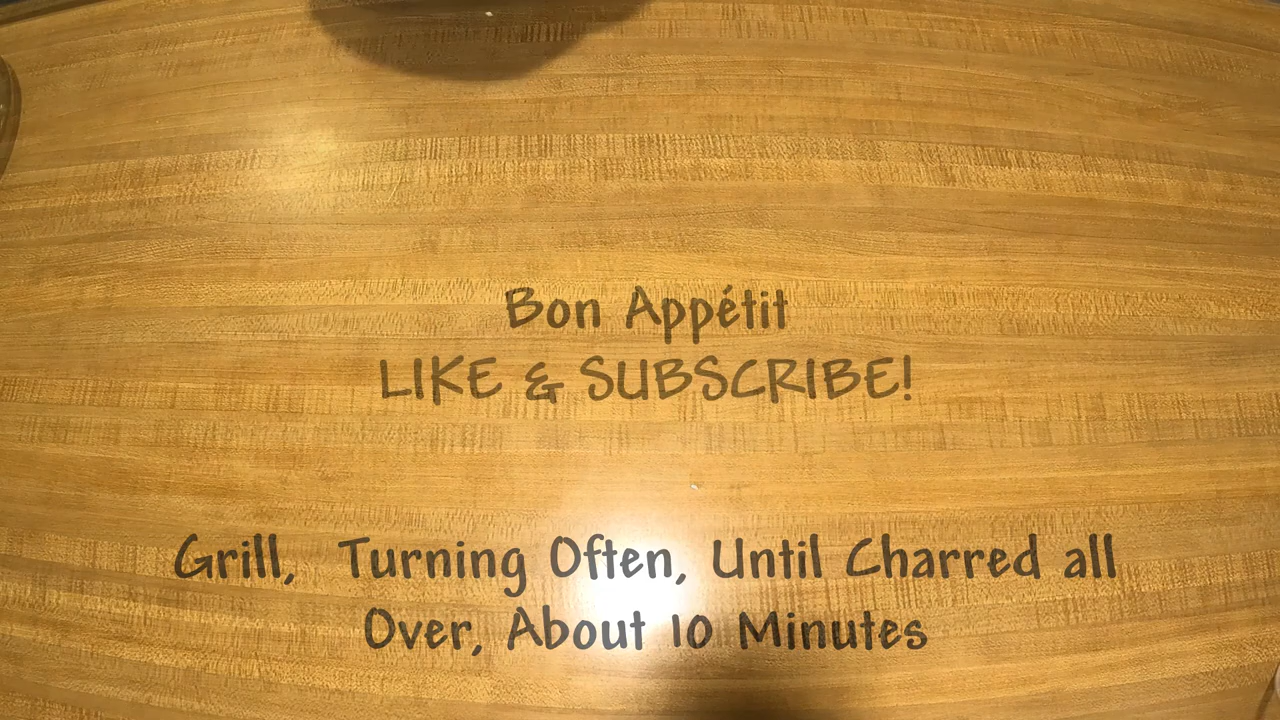 Bon Appétit
LIKE & SUBSCRIBE!
Grill, Turning Often, Until Charred all
Over, About 10 Minutes